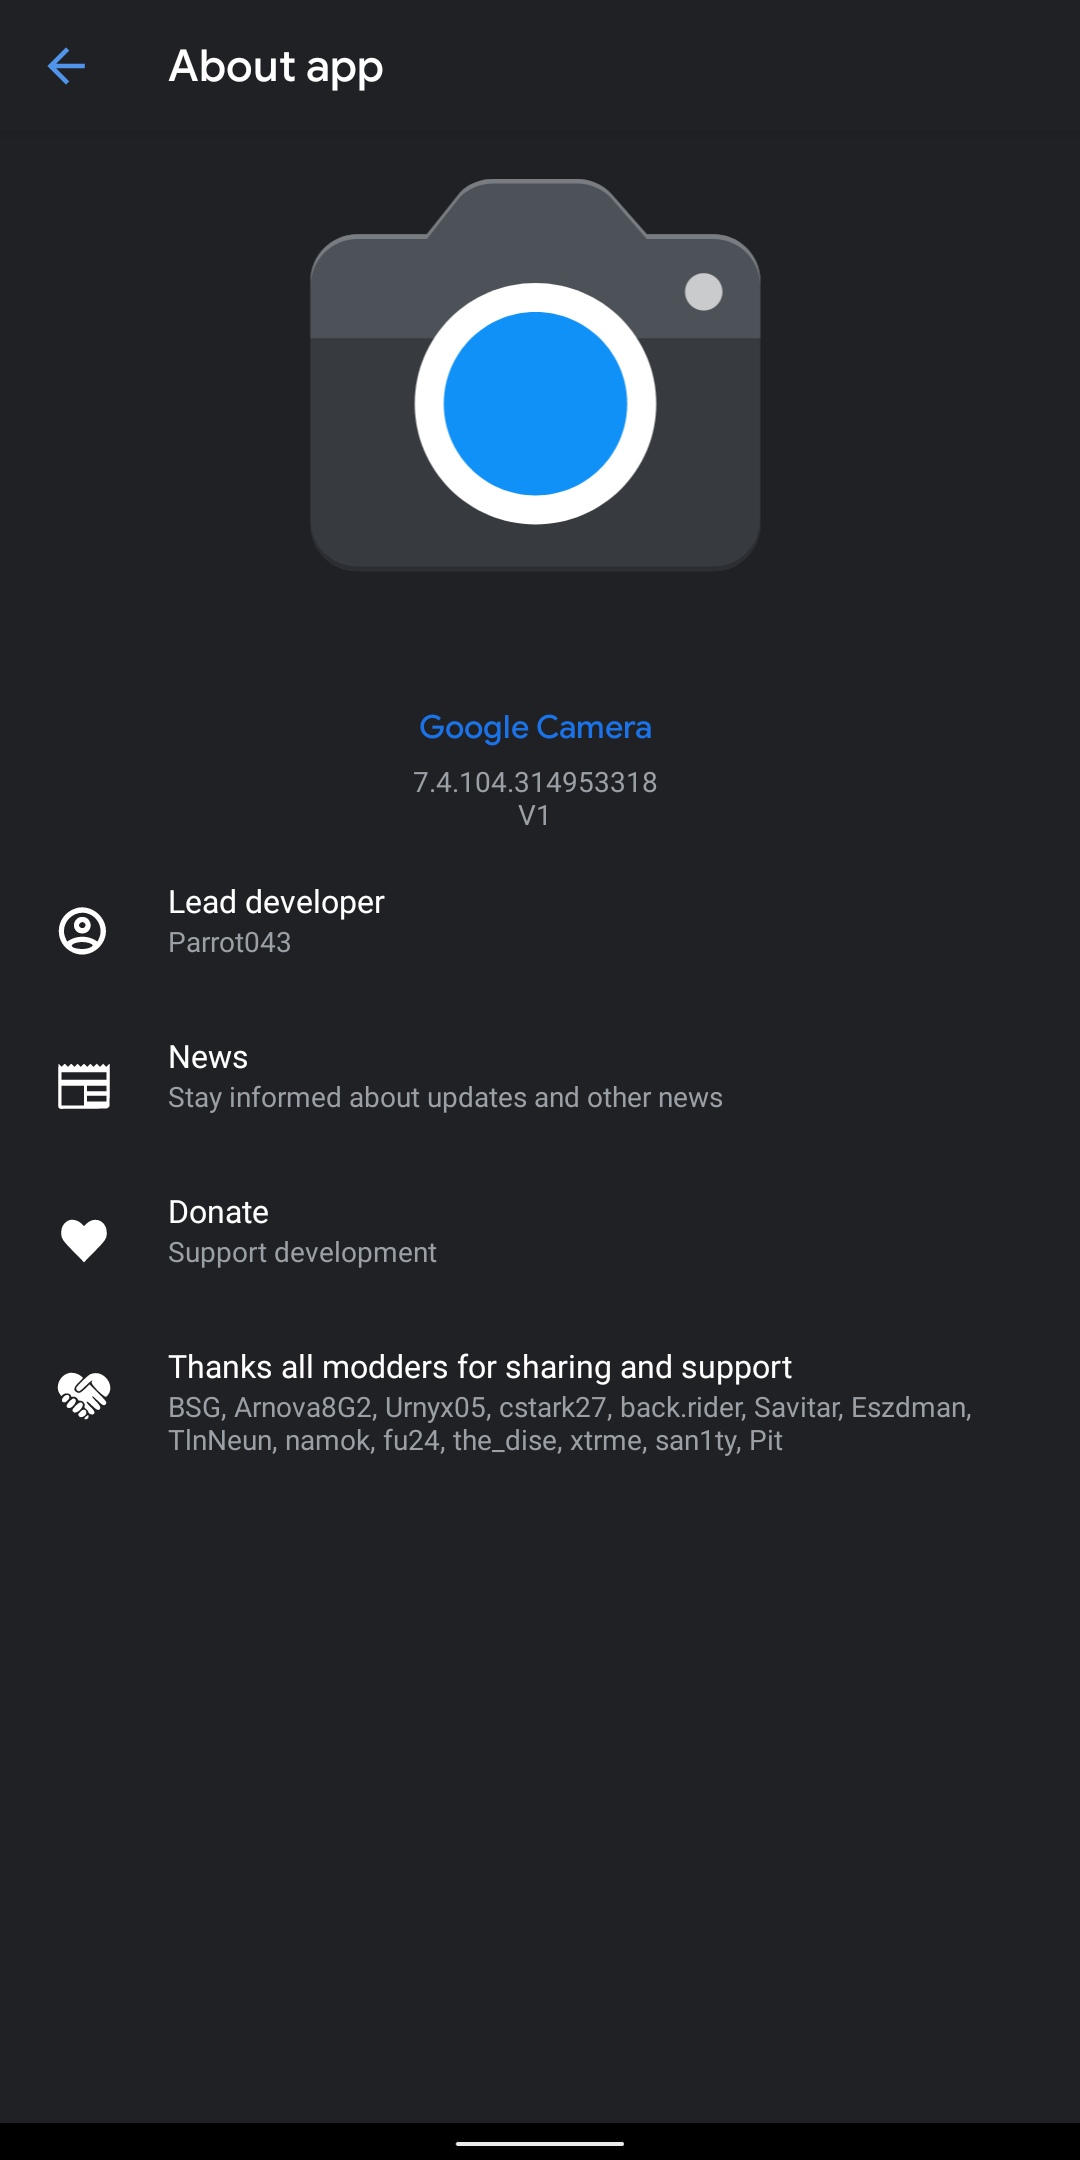 About app
Google Camera
7.4.104.314953318
V1
Lead developer
Parrot043
News
Stay informed about updates and other news
Donate
Support development
Thanks all modders for sharing and support
BSG, Arnova8G2, Urnyx05, cstark27, back.rider, Savitar, Eszdman,
TlnNeun, namok, fu24, the_dise, xtrme, san1ty, Pit